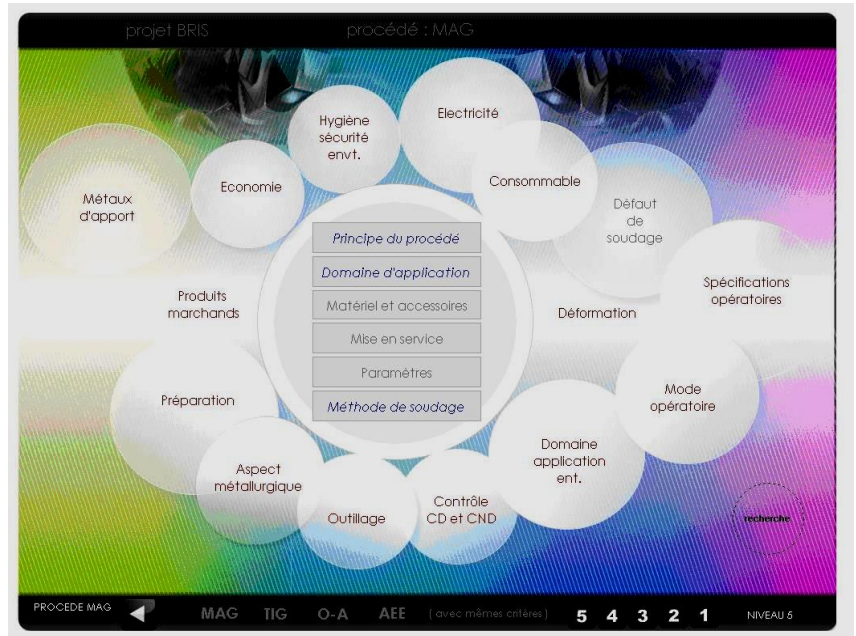 projet BRIS
procédé : MAG
Electricité
Hygiène
sécurité
envt.
Consommable
Economie
Métaux
d'apport
Défaut
de
soudage
Principe du procédé
Domaine d'application
Matériel et accessoires
Mise en service
Paramètres
Méthode de soudage
Spécifications
opératoires
Produits
marchands
Déformation
Mode
opératoire
Préparation
Domaine
application
ent.
Aspect
métallurgique
Contrôle
CD et CND
Outillage
recherche
PROCEDE MAG
MAG TIG O-A AEE (avec mêmes critères) 5 4 3 2 1 NIVEAU 5